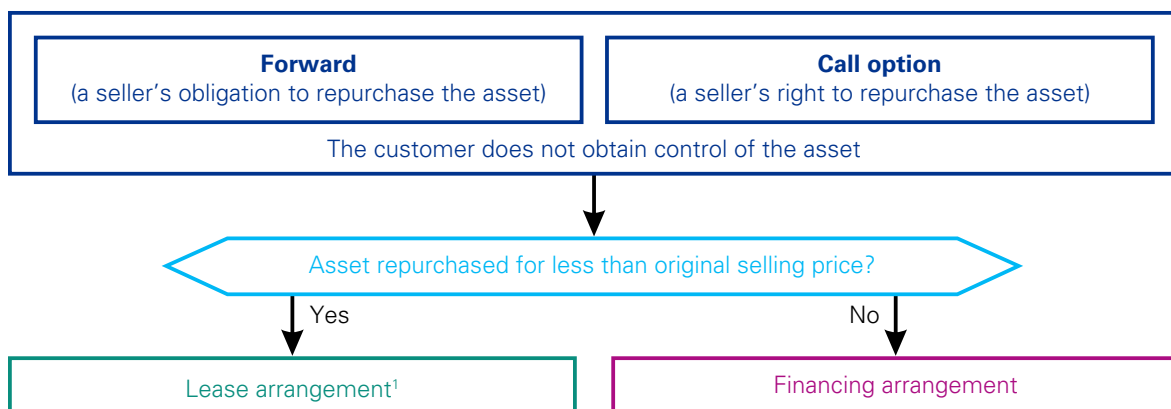 Forward
(a seller's obligation to repurchase the asset)
Call option
(a seller's right to repurchase the asset)
The customer does not obtain control of the asset
Asset repurchased for less than original selling price?
Yes
No
Lease arrangement¹
Financing arrangement